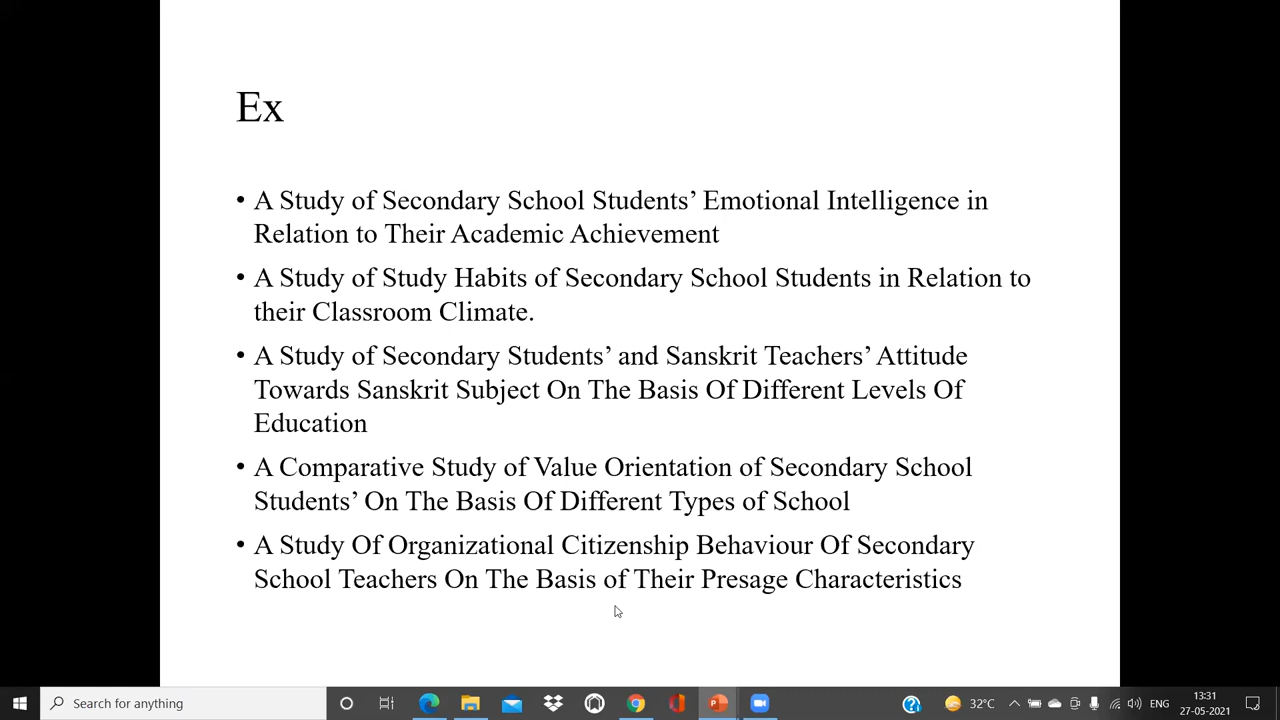 Ex
• A Study of Secondary School Students’ Emotional Intelligence in
Relation to Their Academic Achievement
• A Study of Study Habits of Secondary School Students in Relation to
their Classroom Climate.
• A Study of Secondary Students’ and Sanskrit Teachers’ Attitude
Towards Sanskrit Subject On The Basis Of Different Levels Of
Education
• A Comparative Study of Value Orientation of Secondary School
Students’ On The Basis Of Different Types of School
• A Study Of Organizational Citizenship Behaviour Of Secondary
School Teachers On The Basis of Their Presage Characteristics
Search for anything
32°C
ENG
13:31
27-05-2021